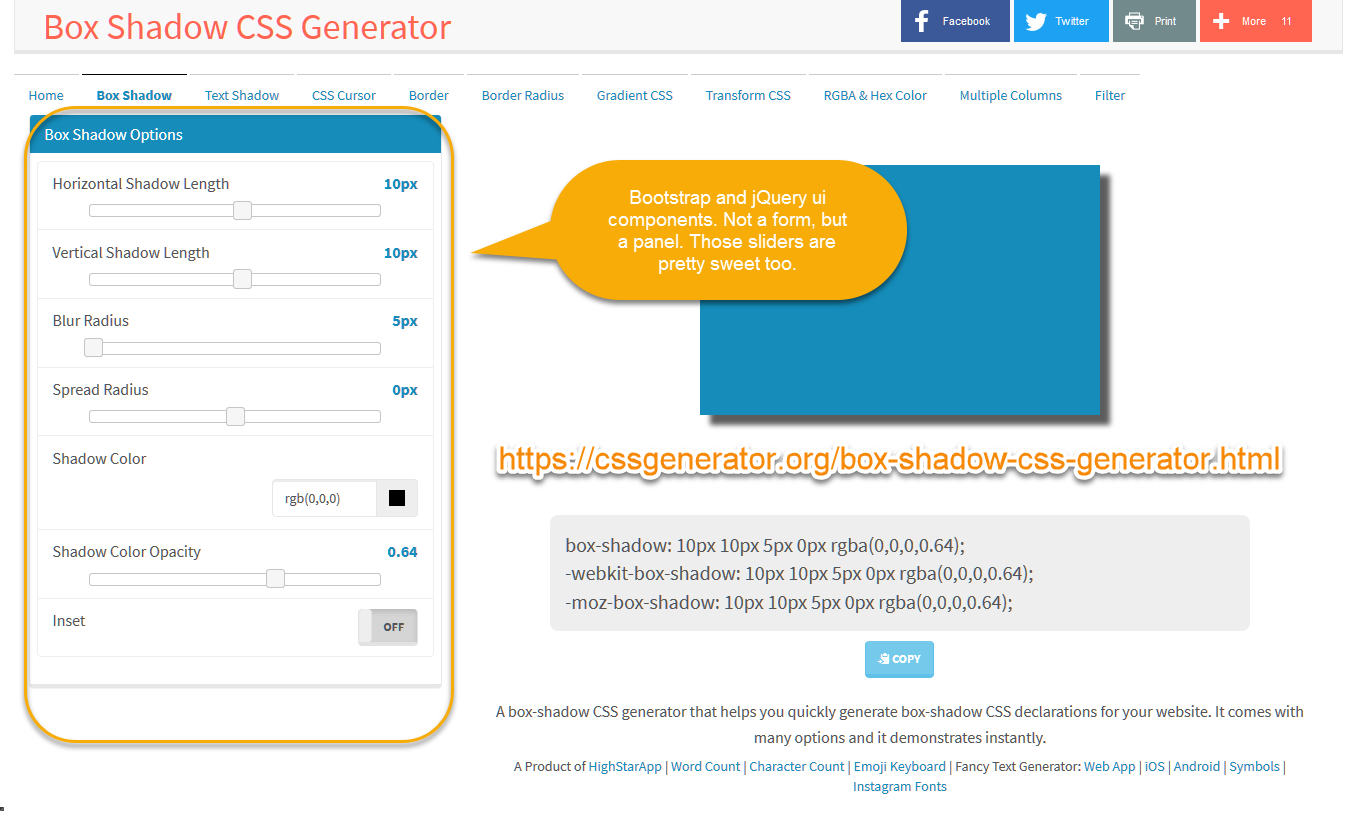 Box Shadow CSS Generator
Facebook
Twitter
Print
More 11
Home Box Shadow Text Shadow CSS Cursor Border Border Radius Gradient CSS Transform CSS RGBA & Hex Color Multiple Columns Filter
Box Shadow Options
Horizontal Shadow Length 10px
Vertical Shadow Length 10px
Blur Radius 5px
Spread Radius 0px
Shadow Color
rgb(0,0,0)
Shadow Color Opacity 0.64
Inset
OFF
Bootstrap and jQuery ui
components. Not a form, but
a panel. Those sliders are
pretty sweet too.
https://cssgenerator.org/box-shadow-css-generator.html
box-shadow: 10px 10px 5px 0px rgba(0,0,0,0.64);
-webkit-box-shadow: 10px 10px 5px 0px rgba(0,0,0,0.64);
-moz-box-shadow: 10px 10px 5px 0px rgba(0,0,0,0.64);
COPY
A box-shadow CSS generator that helps you quickly generate box-shadow CSS declarations for your website. It comes with
many options and it demonstrates instantly.
A Product of HighStarApp | Word Count | Character Count | Emoji Keyboard | Fancy Text Generator: Web App | iOS | Android | Symbols |
Instagram Fonts